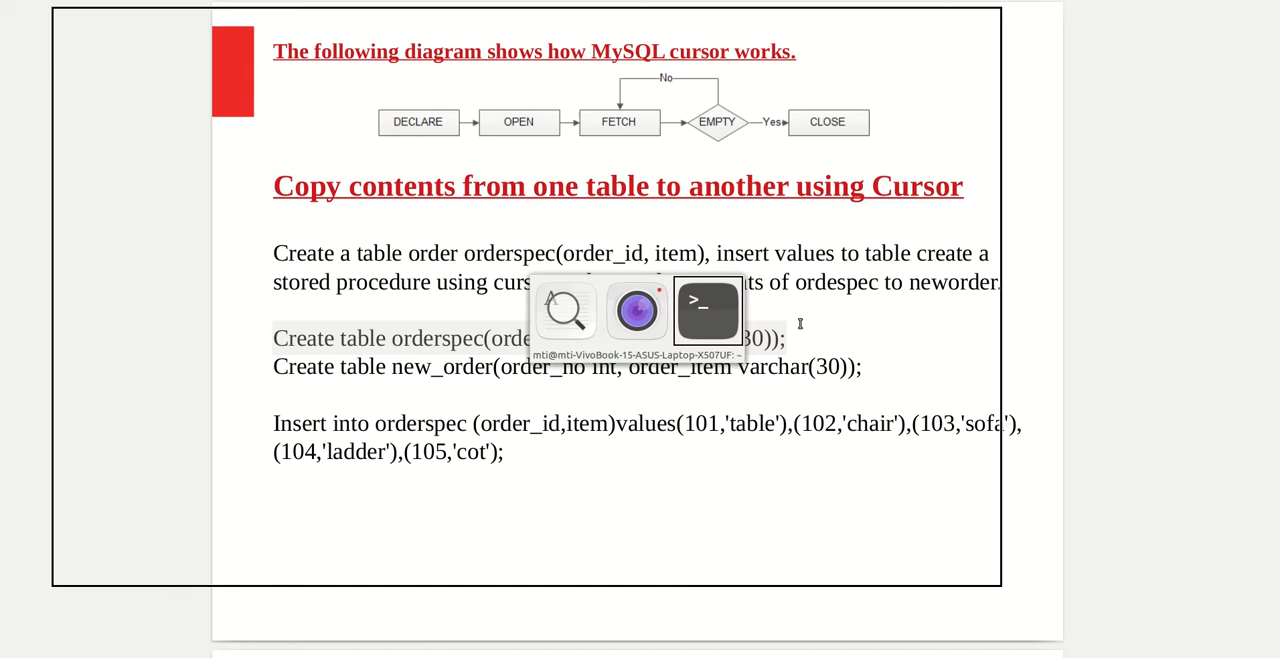 The following diagram shows how MySQL cursor works.
No
DECLARE OPEN FETCH EMPTY Yes CLOSE
Copy contents from one table to another using Cursor
Create a table order orderspec(order_id, item), insert values to table create a
stored procedure using curs ts of ordespec to neworder.
Create table orderspec(orde 30));
mti@mti-VivoBook-15-ASUS-Laptop-X507UF: ~
Create table new_order(order_no int, order_item varchar(30));
Insert into orderspec (order_id,item)values(101,'table'),(102,'chair'),(103,'sofa'),
(104,'ladder'),(105,'cot');